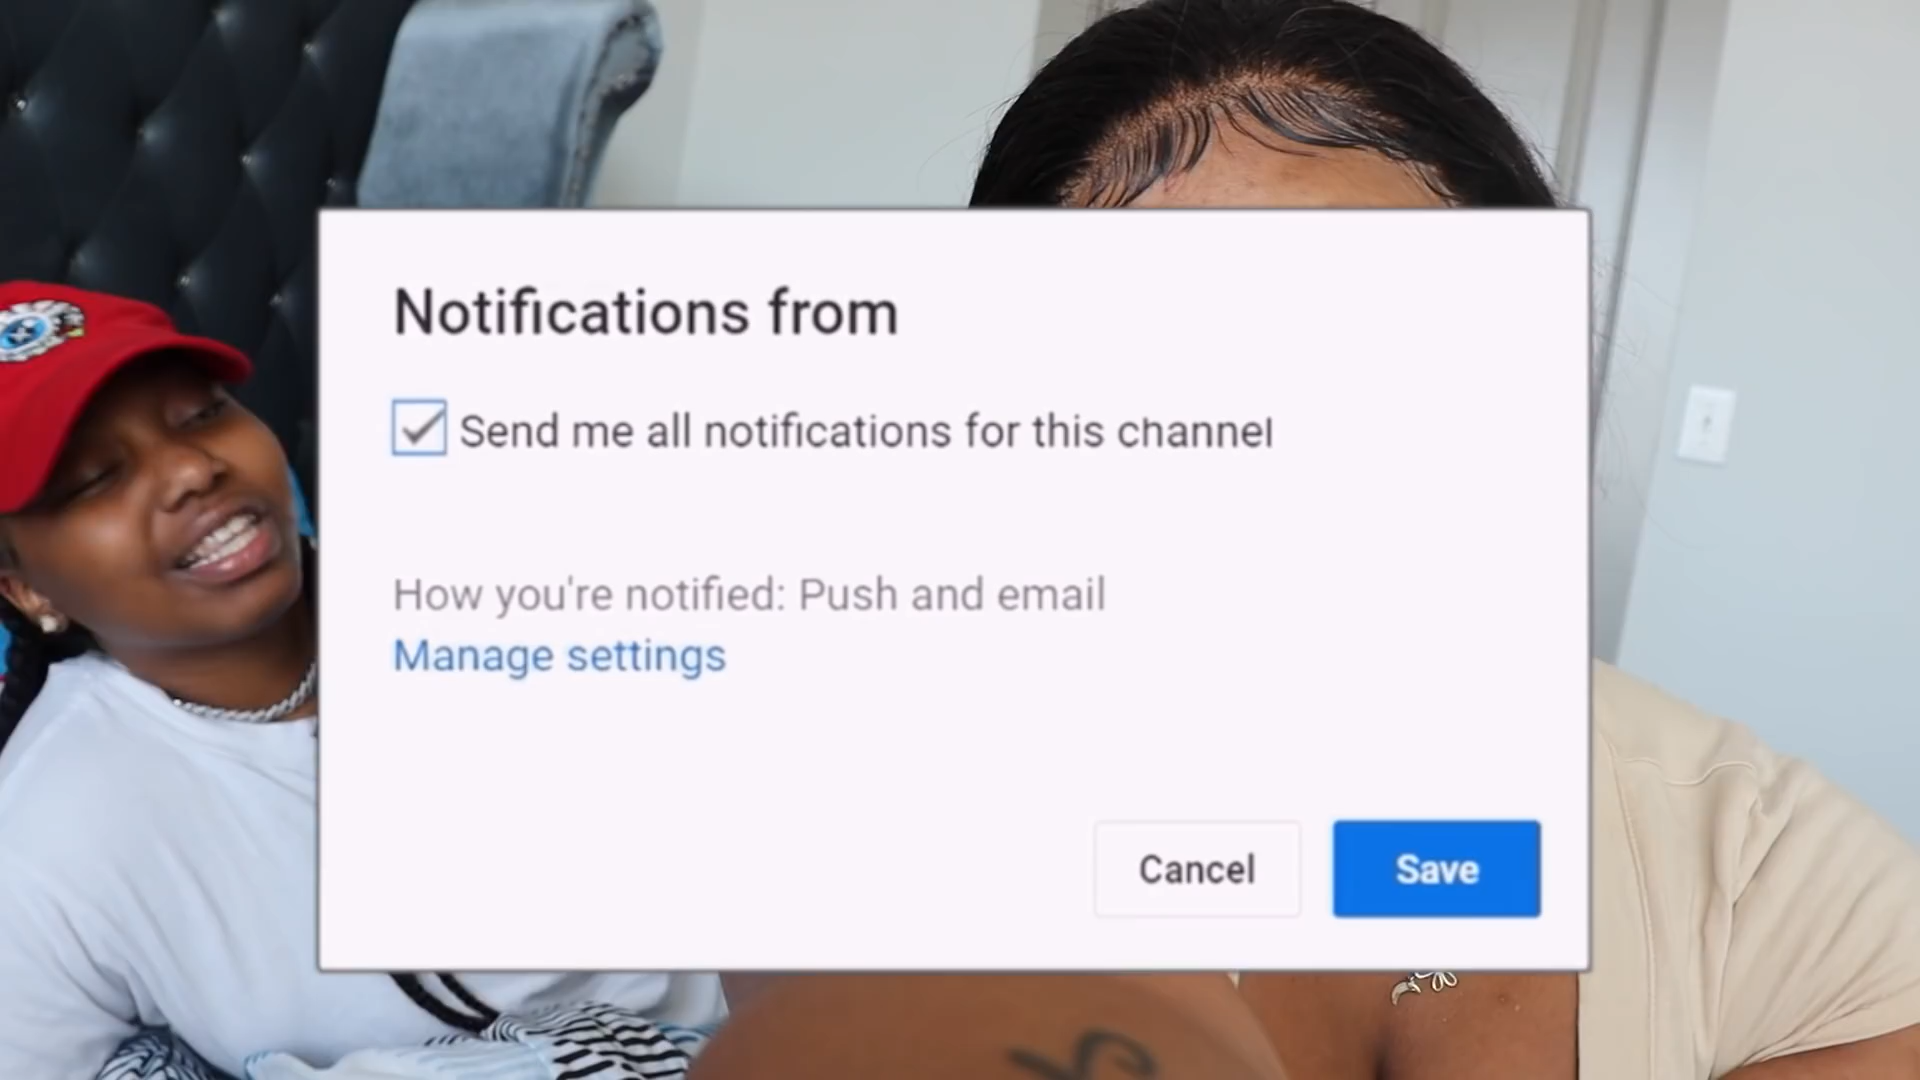 Notifications from
Send me all notifications for this channel
How you're notified: Push and email
Manage settings
Cancel
Save